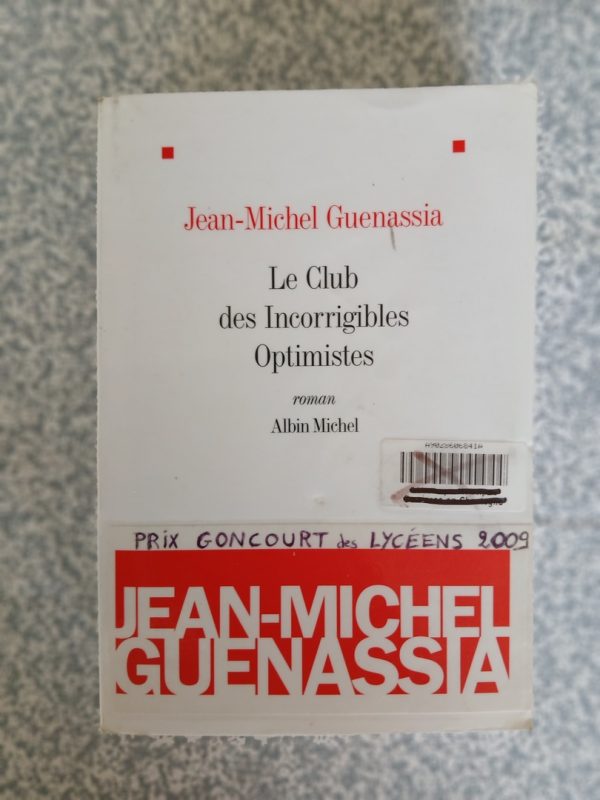 Jean-Michel Guenassia
Le Club
des Incorrigibles
Optimistes
roman
Albin Michel
PRIX GONCOURT des LYCÉENS 2009
JEAN-MICHEL
GUENASSIA